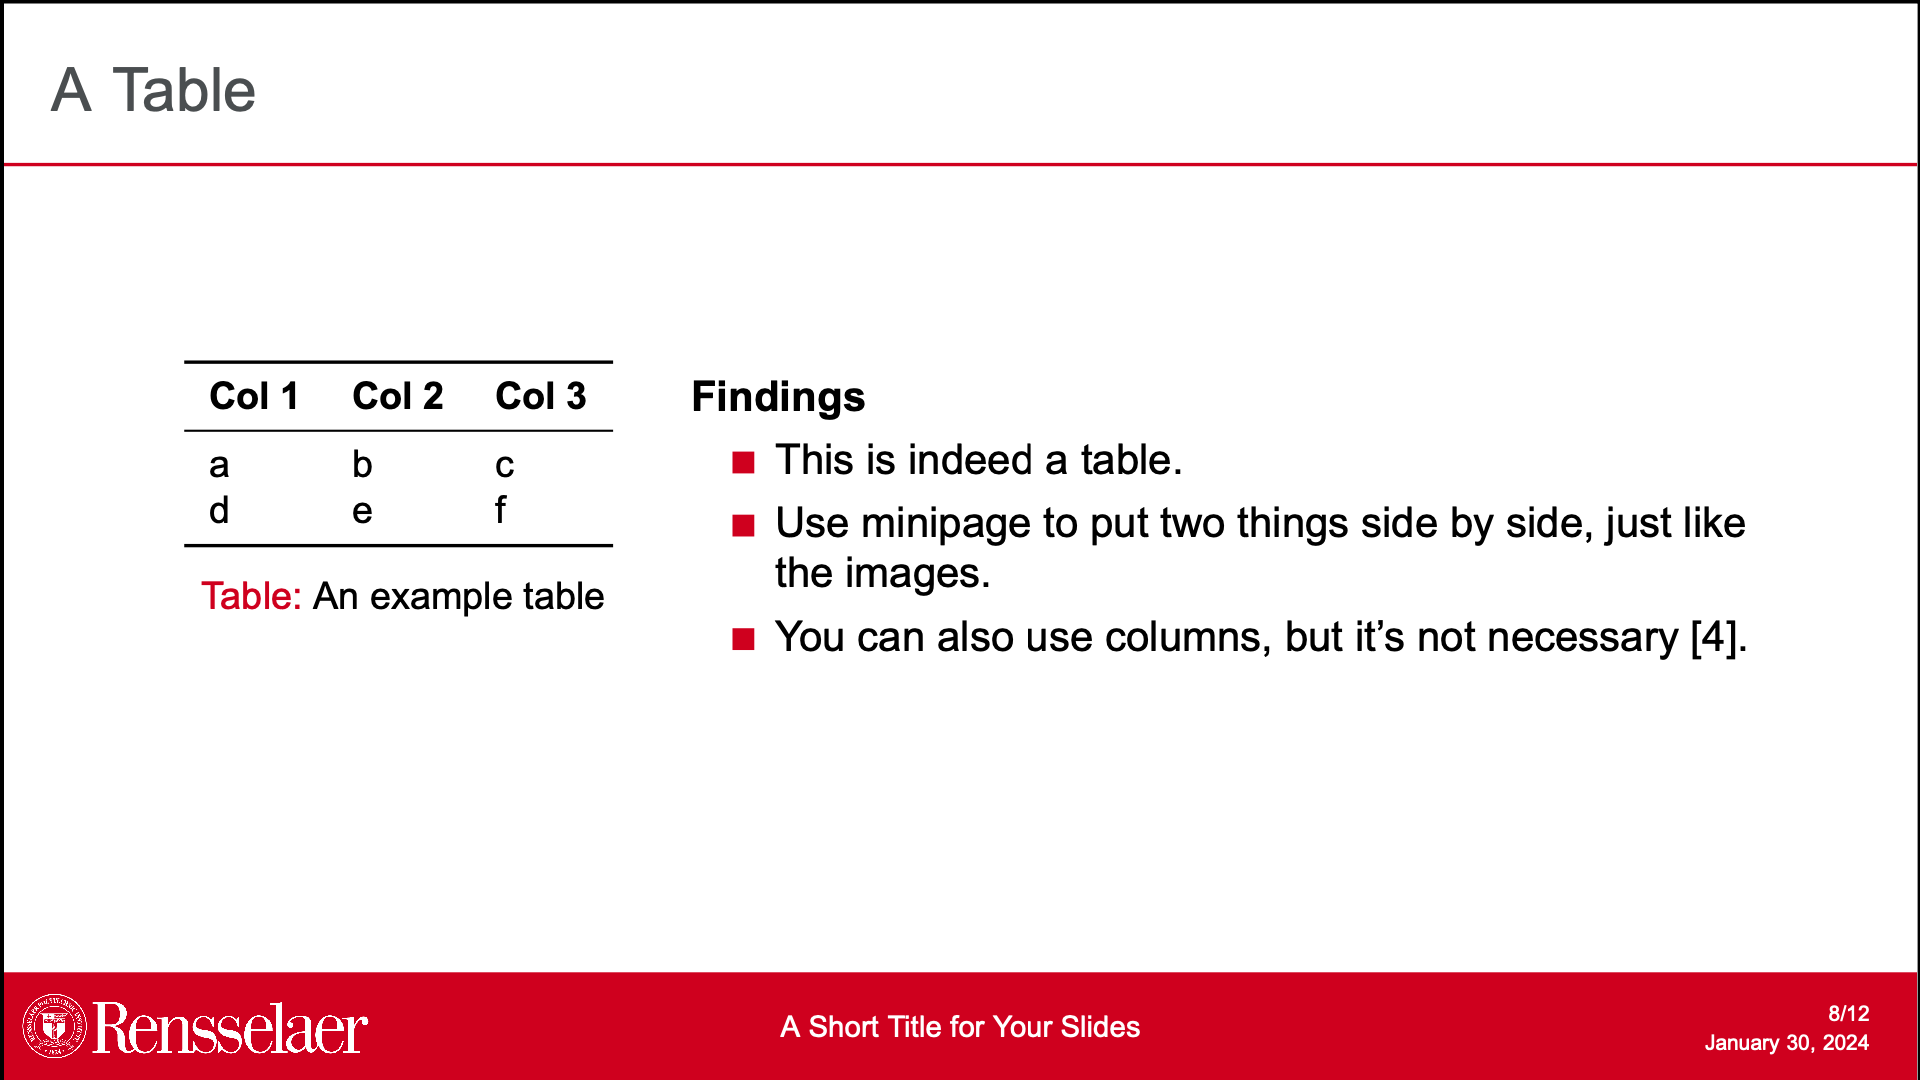 A Table
Col 1 Col 2 Col 3
a b c
d e f
Table: An example table
Findings
This is indeed a table.
Use minipage to put two things side by side, just like
the images.
You can also use columns, but it’s not necessary [4].
Rensselaer
A Short Title for Your Slides
8/12
January 30, 2024